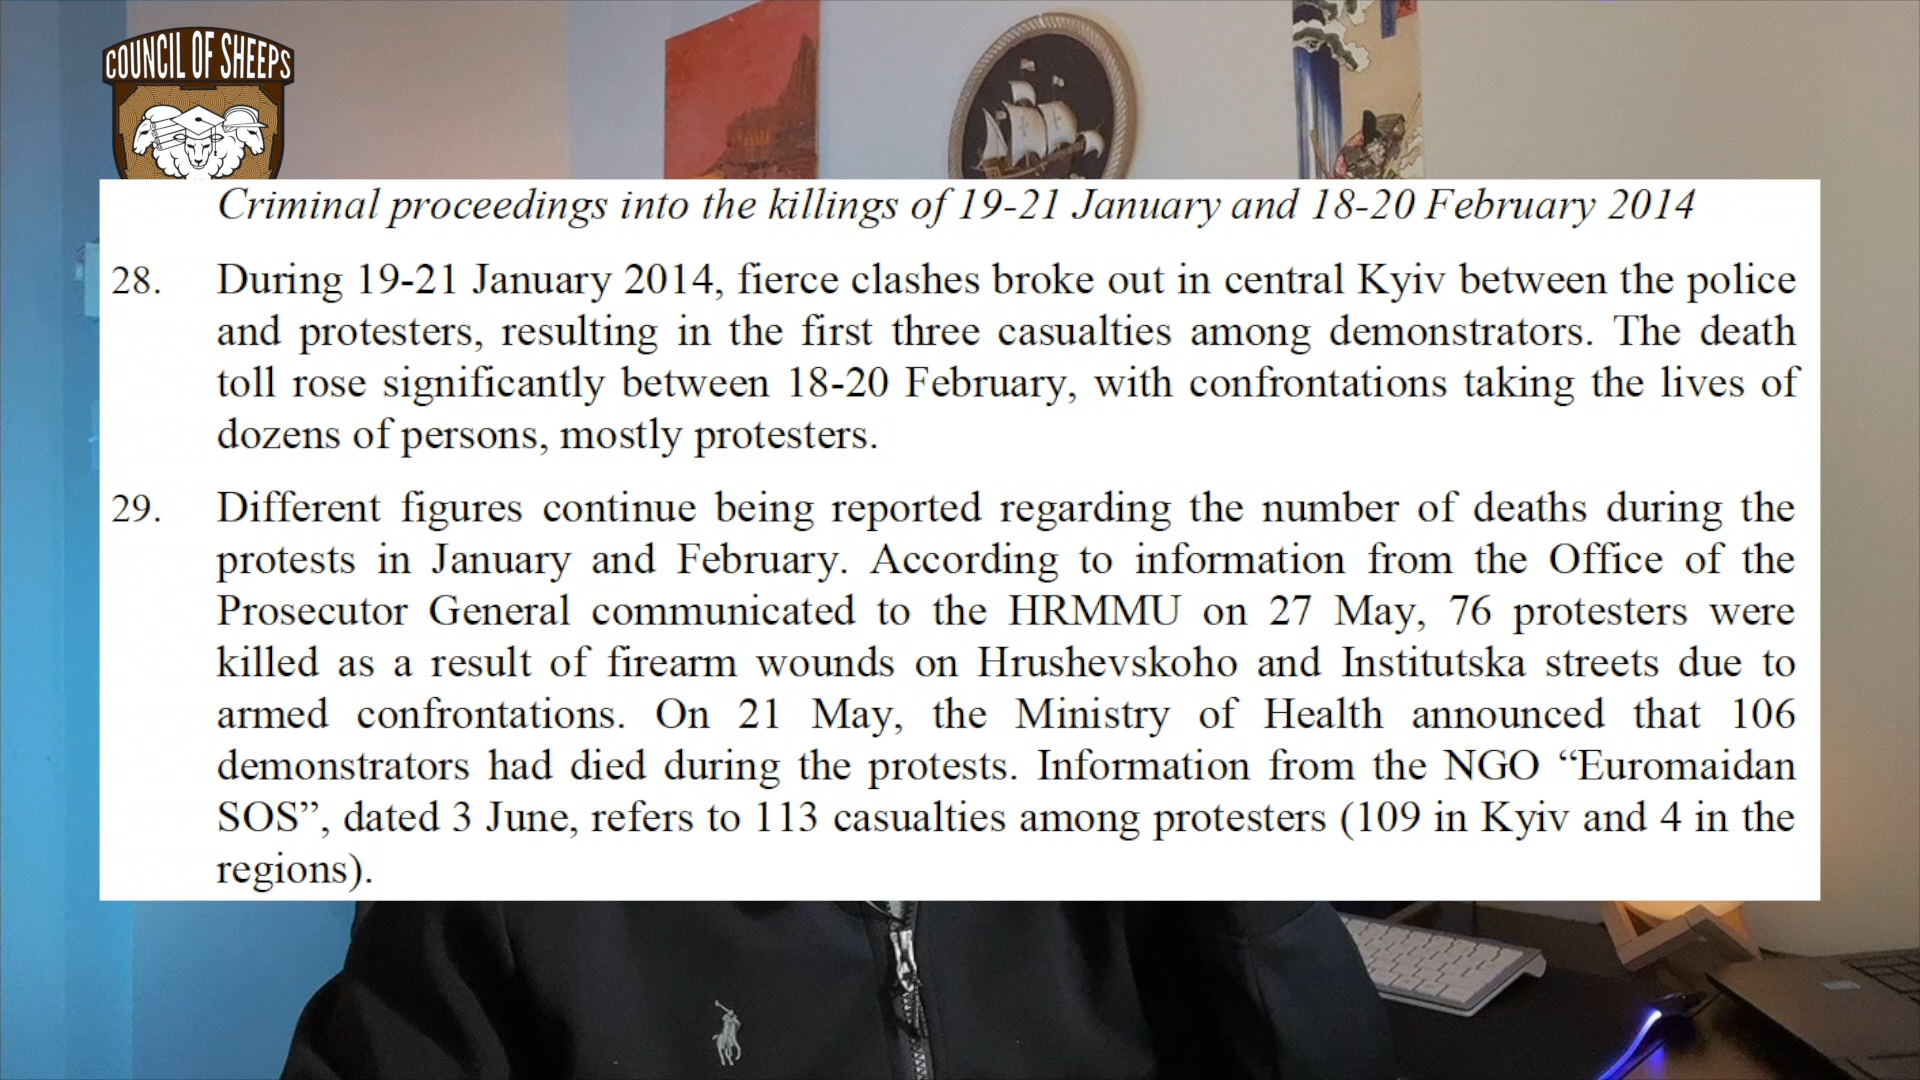 COUNCIL OF SHEEPS
Criminal proceedings into the killings of 19-21 January and 18-20 February 2014
28. During 19-21 January 2014, fierce clashes broke out in central Kyiv between the police
and protesters, resulting in the first three casualties among demonstrators. The death
toll rose significantly between 18-20 February, with confrontations taking the lives of
dozens of persons, mostly protesters.
29. Different figures continue being reported regarding the number of deaths during the
protests in January and February. According to information from the Office of the
Prosecutor General communicated to the HRMMU on 27 May, 76 protesters were
killed as a result of firearm wounds on Hrushevskoho and Institutska streets due to
armed confrontations. On 21 May, the Ministry of Health announced that 106
demonstrators had died during the protests. Information from the NGO “Euromaidan
SOS”, dated 3 June, refers to 113 casualties among protesters (109 in Kyiv and 4 in the
regions).